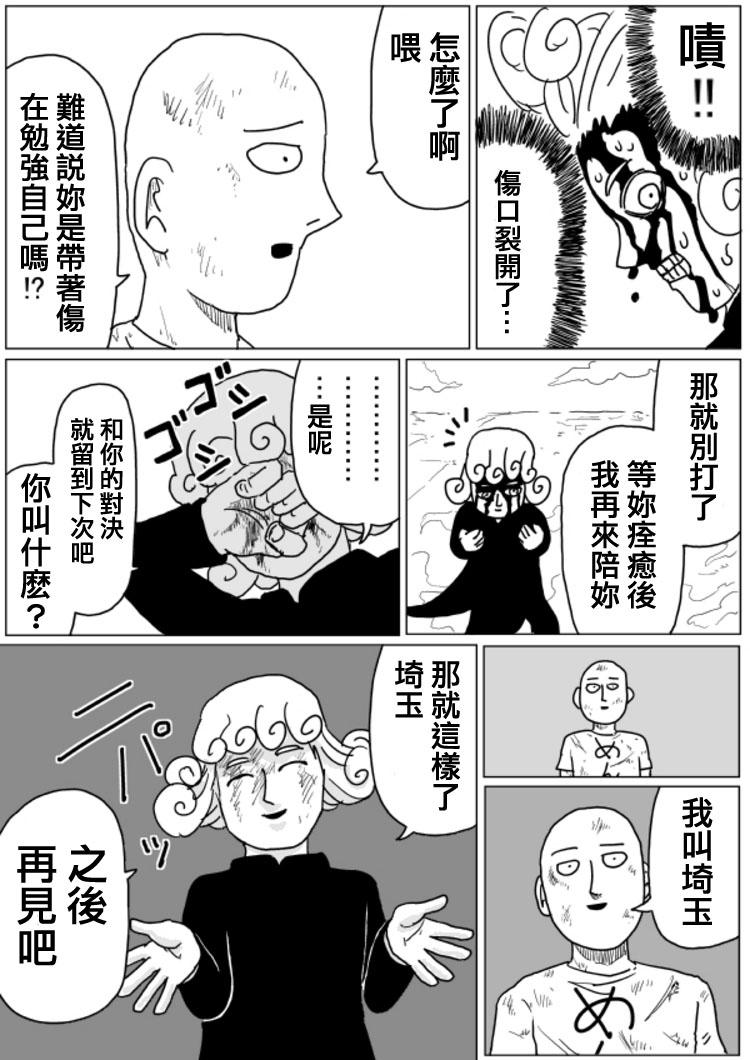 嘖!!
傷口裂開了…
怎麼了啊
喂
難道説妳是帶著傷
在勉強自己嗎!?
那就別打了
等妳痊癒後
我再來陪妳
…………
…………
…是呢
ゴシ
ゴシ
和你的對決
就留到下次吧
你叫什麽？
め
我叫埼玉
め
那就這樣了
埼玉
パッ
之後
再見吧